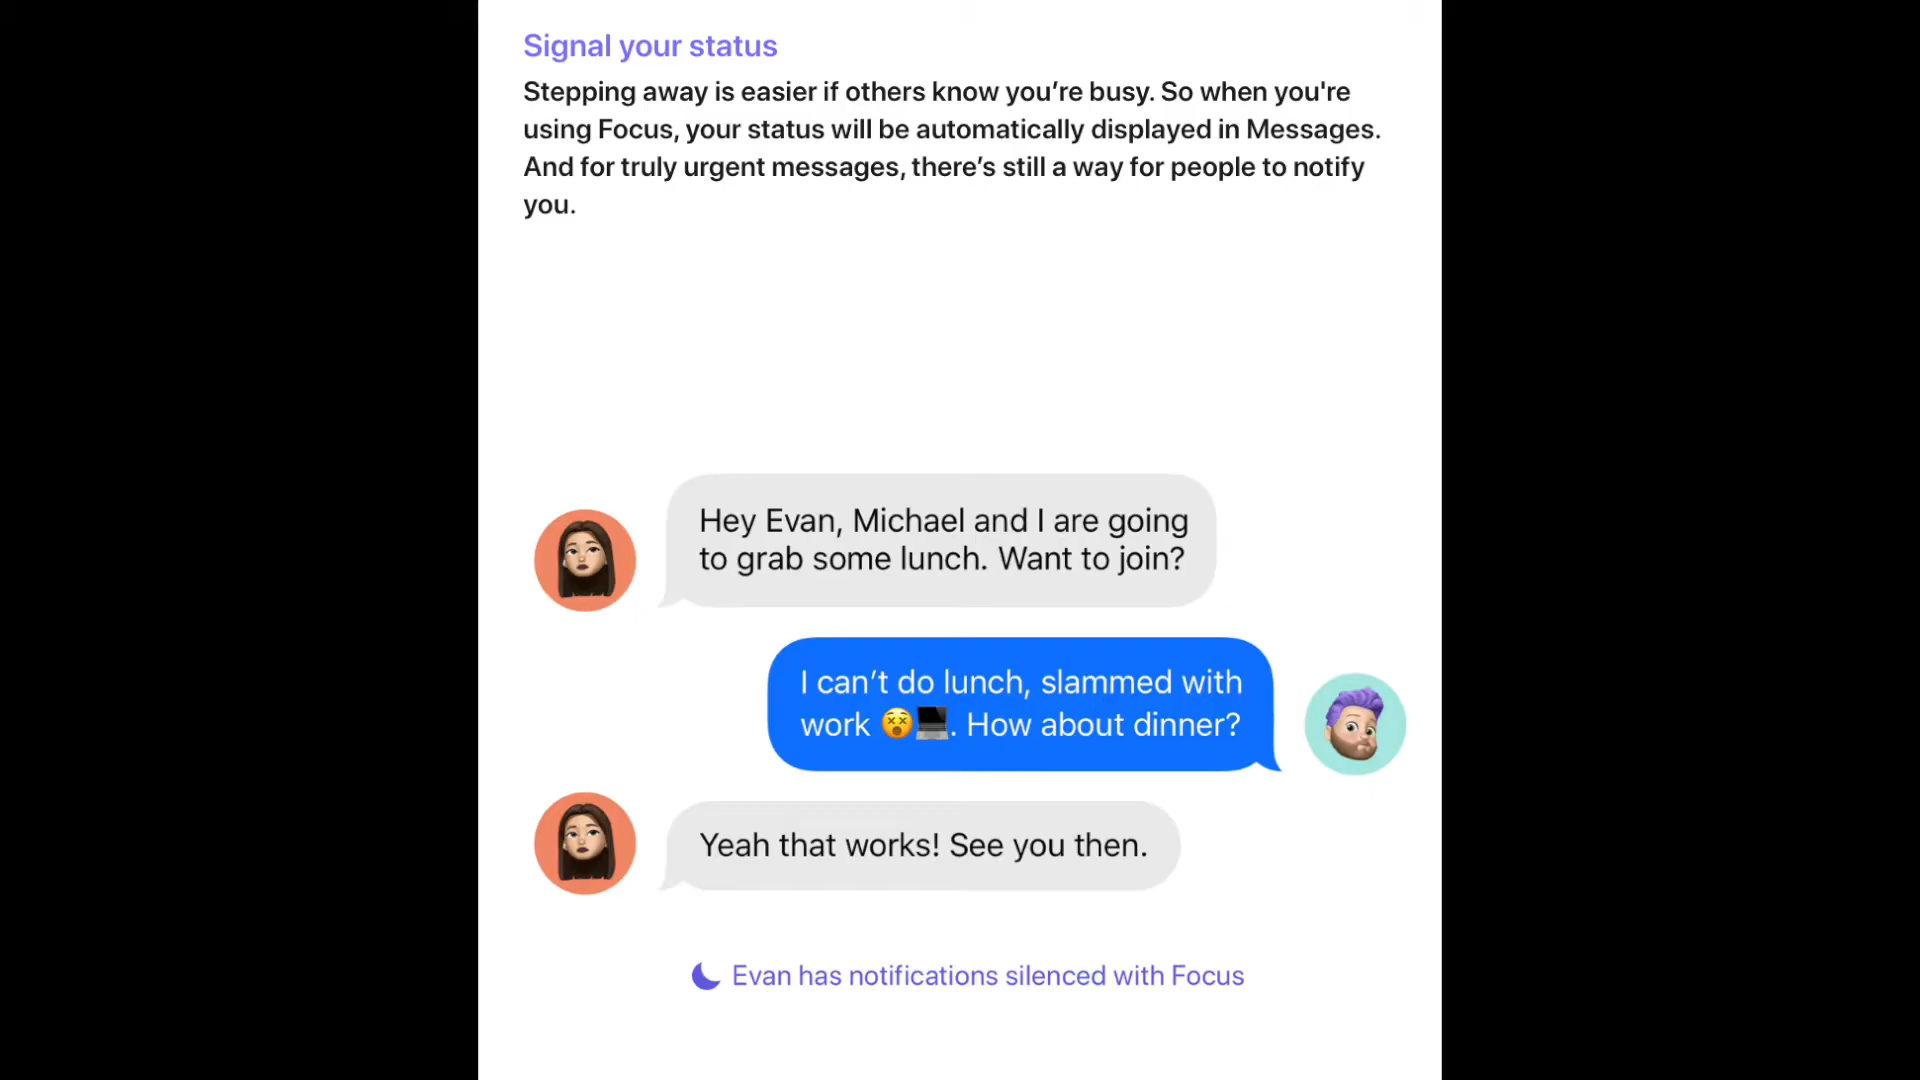 Signal your status
Stepping away is easier if others know you’re busy. So when you're
using Focus, your status will be automatically displayed in Messages.
And for truly urgent messages, there’s still a way for people to notify
you.
Hey Evan, Michael and I are going
to grab some lunch. Want to join?
I can’t do lunch, slammed with
work 😵💻. How about dinner?
Yeah that works! See you then.
Evan has notifications silenced with Focus